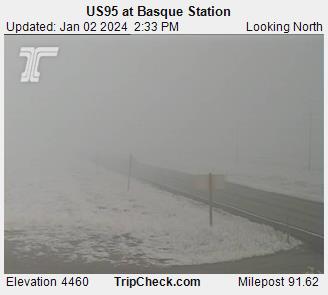 US95 at Basque Station
Updated: Jan 02 2024 2:33 PM Looking North
Elevation 4460 TripCheck.com Milepost 91.62